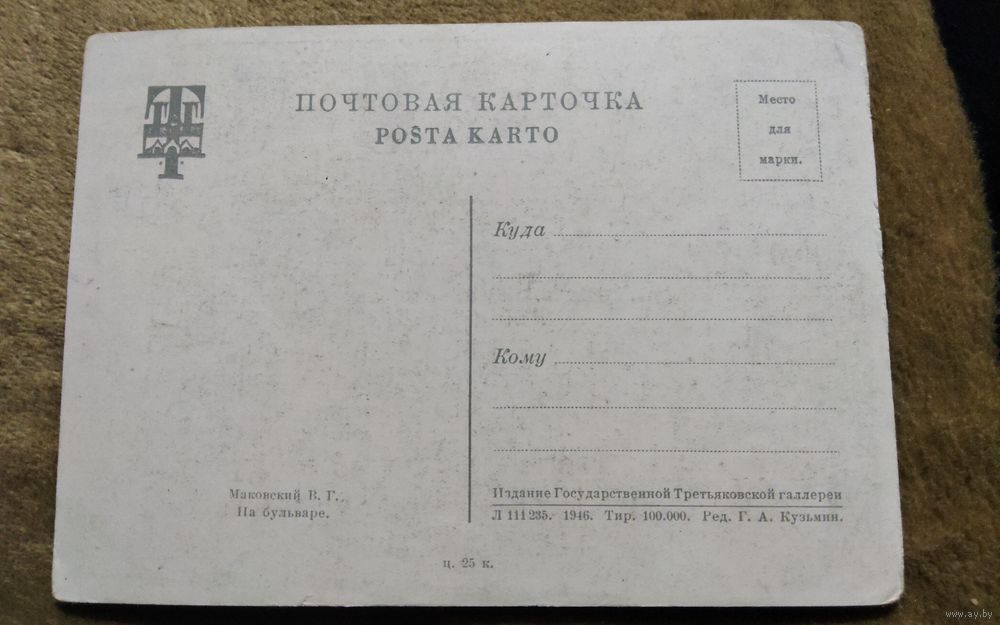 ПОЧТОВАЯ КАРТОЧКА
POŜTA KARTO
Место
для
марки.
Куда
Кому
Маковский В. Г.
На бульваре.
Издание Государственной Третьяковской галлереи
Л 111235. 1946. Тир. 100.000. Ред. Г. А. Кузьмин.
ц. 25 к.
www.ay.by